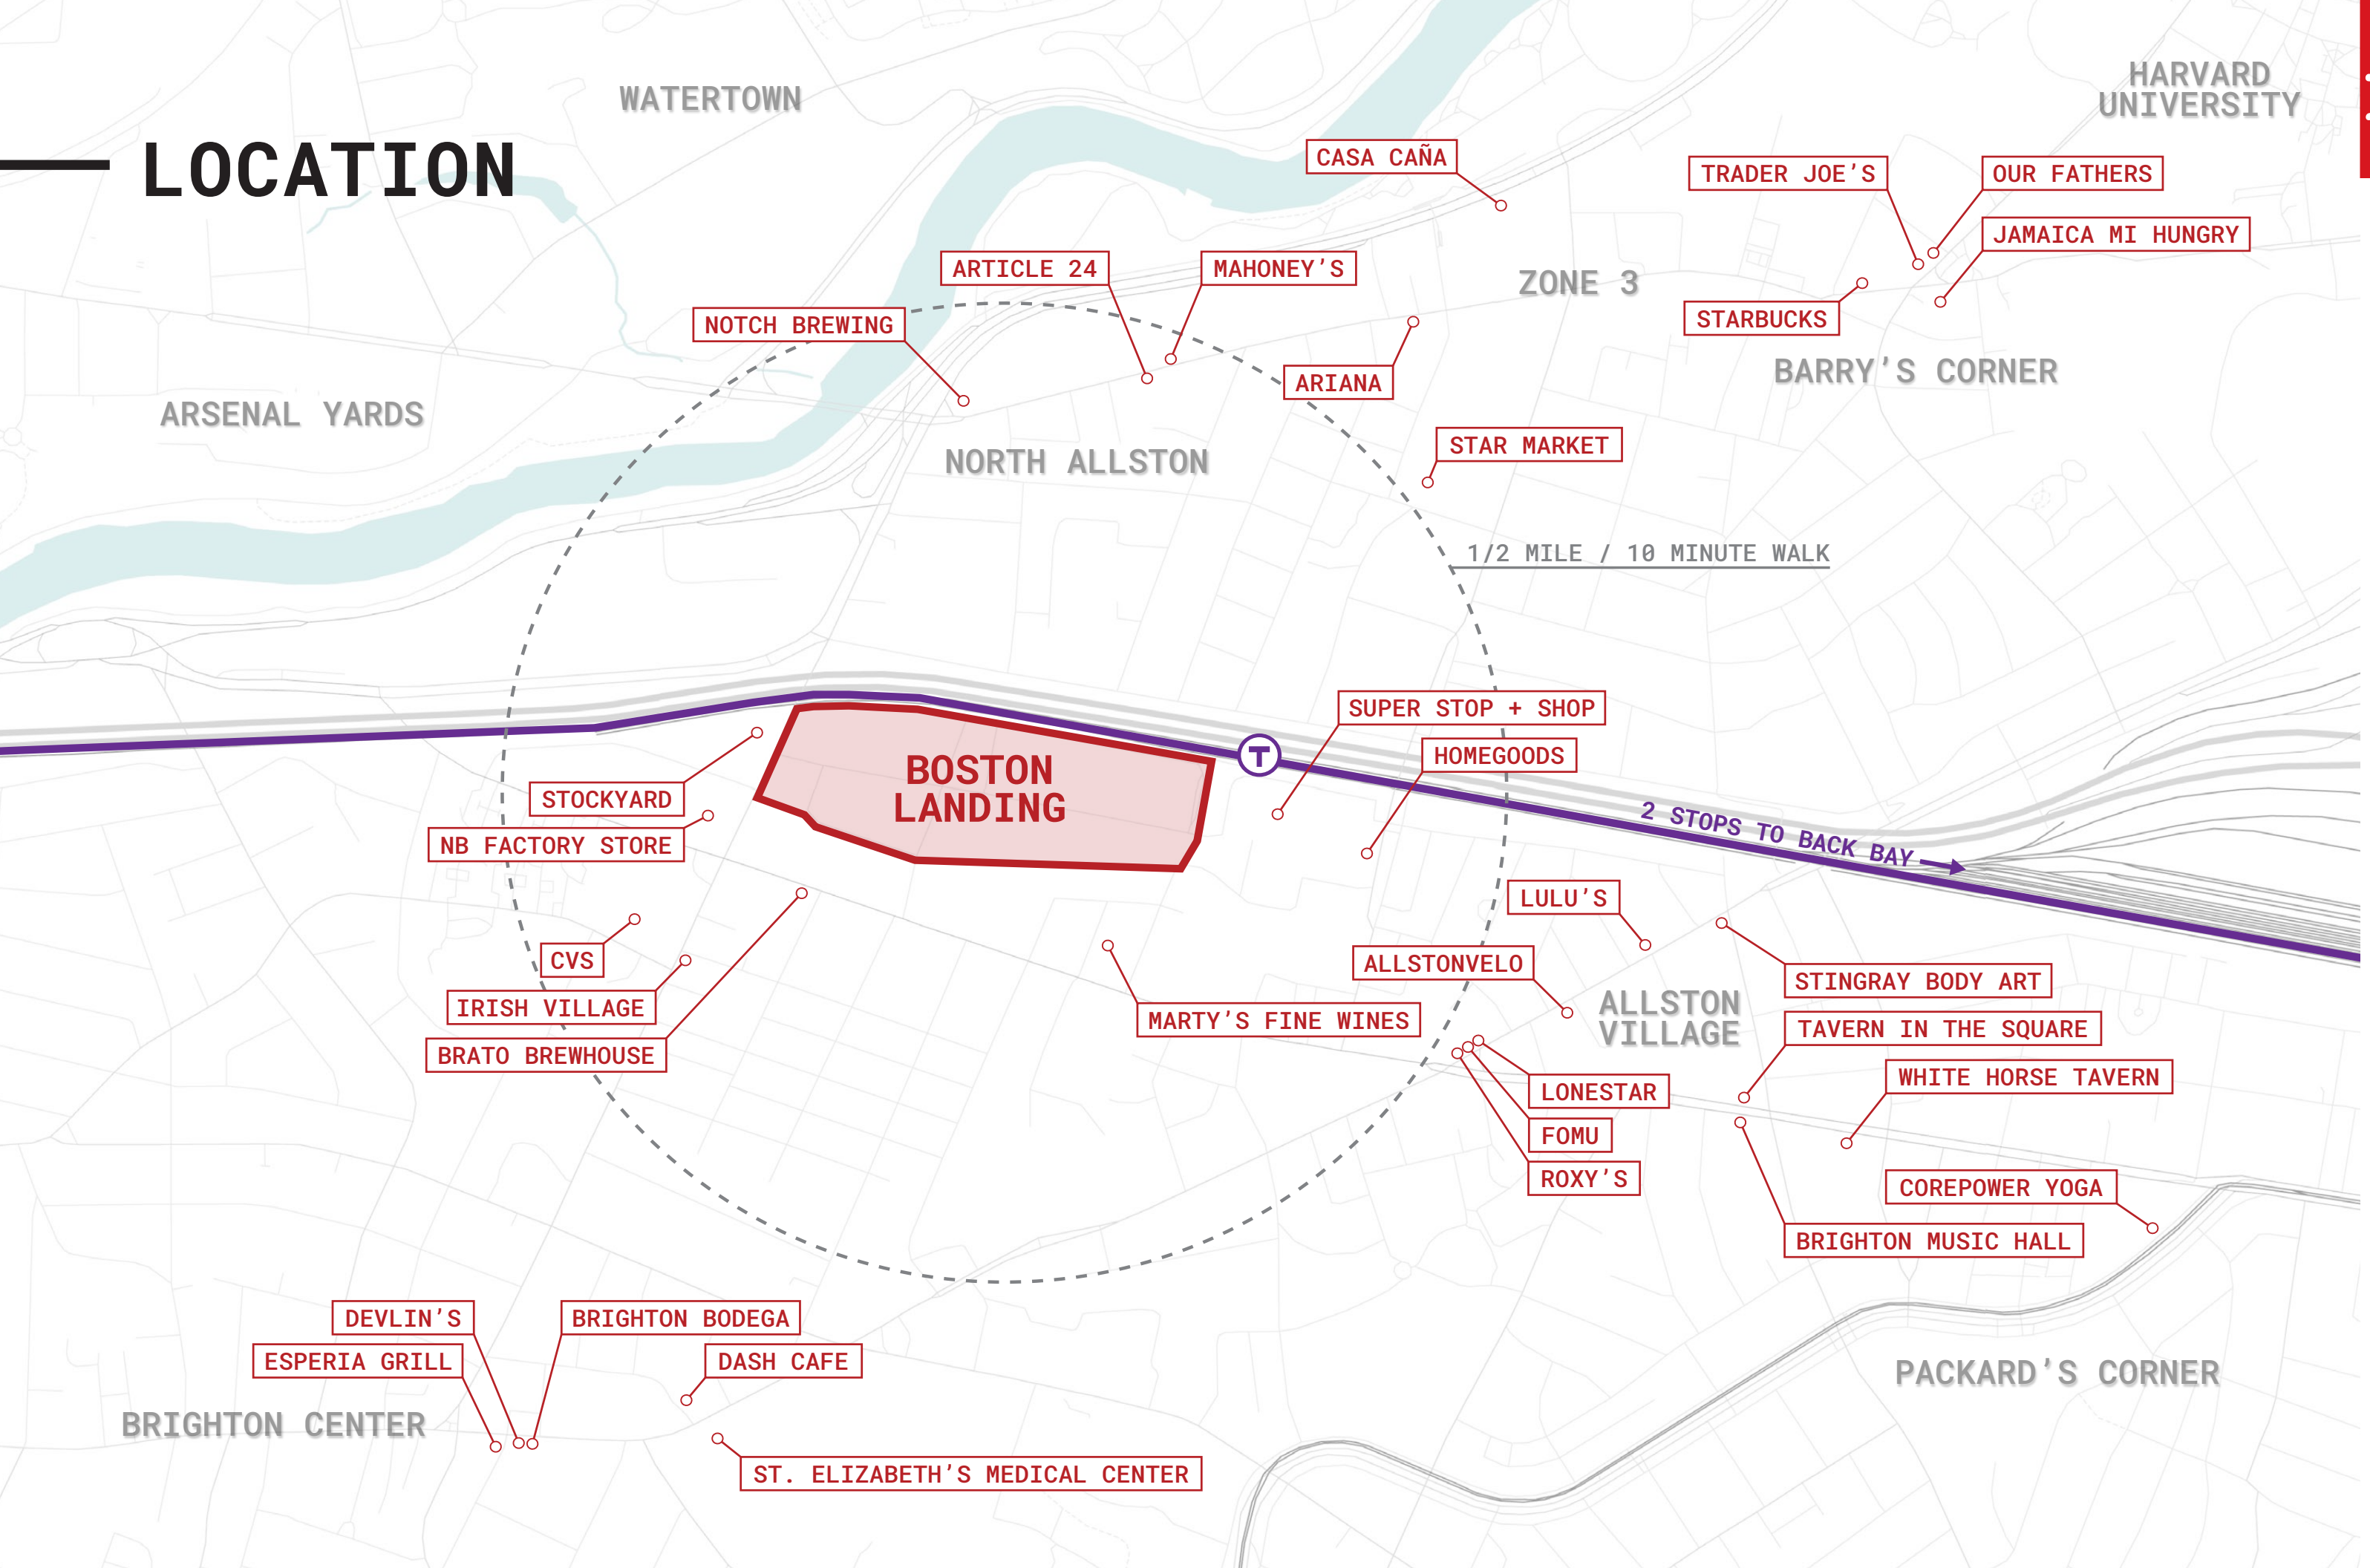 LOCATION
WATERTOWN
HARVARD
UNIVERSITY
CASA CAÑA
TRADER JOE’S
OUR FATHERS
JAMAICA MI HUNGRY
ARTICLE 24
MAHONEY’S
ZONE 3
NOTCH BREWING
STARBUCKS
ARIANA
BARRY’S CORNER
ARSENAL YARDS
STAR MARKET
NORTH ALLSTON
1/2 MILE / 10 MINUTE WALK
SUPER STOP + SHOP
HOMEGOODS
T
BOSTON
LANDING
STOCKYARD
NB FACTORY STORE
2 STOPS TO BACK BAY
LULU’S
CVS
ALLSTONVELO
STINGRAY BODY ART
IRISH VILLAGE
ALLSTON
VILLAGE
MARTY’S FINE WINES
TAVERN IN THE SQUARE
BRATO BREWHOUSE
WHITE HORSE TAVERN
LONESTAR
FOMU
ROXY’S
COREPOWER YOGA
BRIGHTON MUSIC HALL
DEVLIN’S
BRIGHTON BODEGA
ESPERIA GRILL
DASH CAFE
PACKARD’S CORNER
BRIGHTON CENTER
ST. ELIZABETH’S MEDICAL CENTER